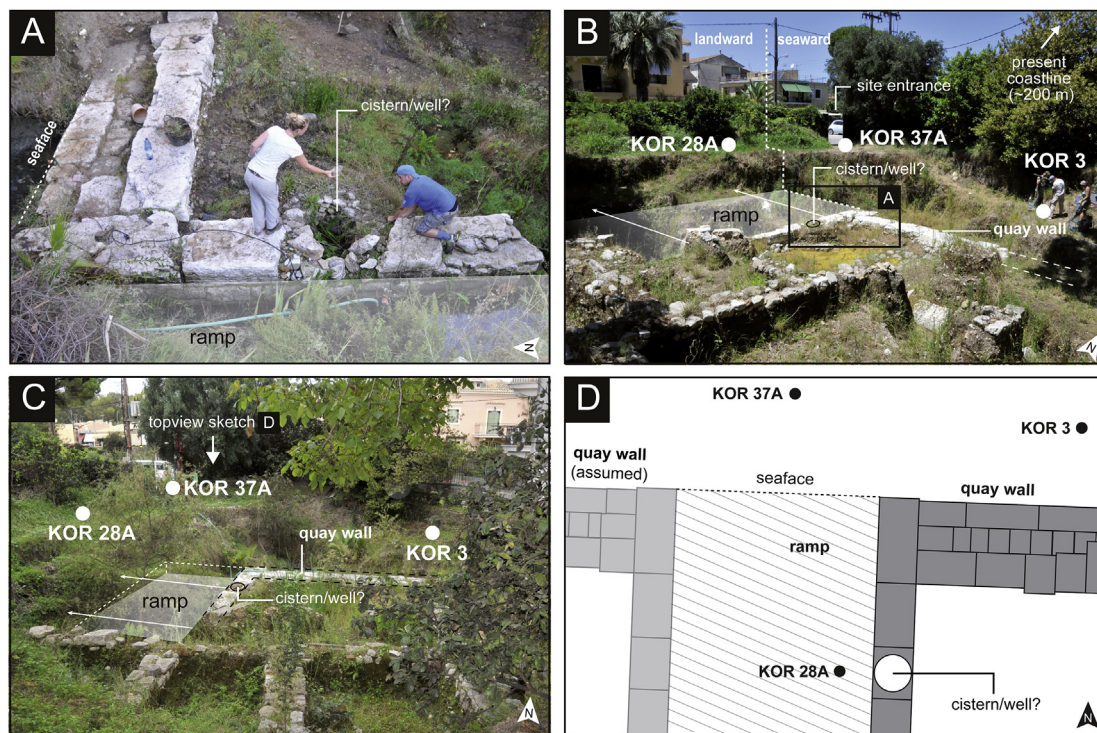 A
seaface
cistern/well?
ramp
N
B
landward
seaward
present
coastline
(~200 m)
site entrance
KOR 28A
KOR 37A
cistern/well?
KOR 3
A
ramp
quay wall
N
C
topview sketch D
KOR 37A
KOR 28A
quay wall
KOR 3
ramp
cistern/well?
N
D
KOR 37A
KOR 3
quay wall
(assumed)
seaface
quay wall
ramp
KOR 28A
cistern/well?
N